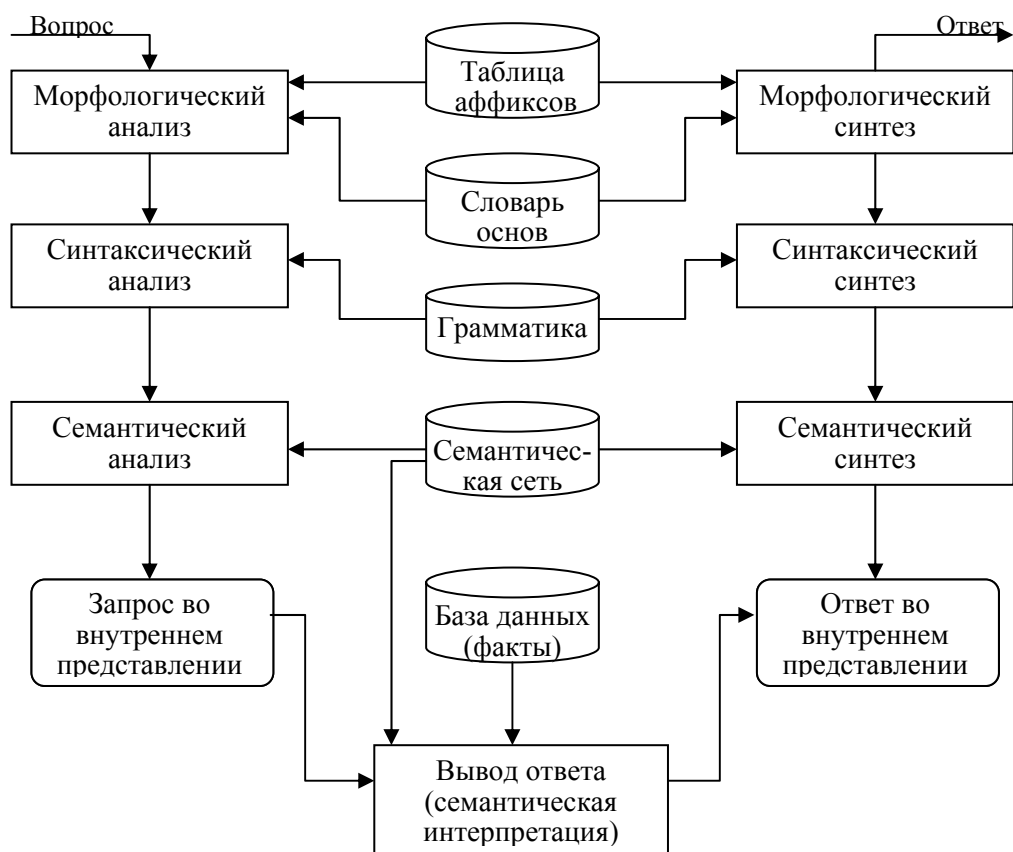 Вопрос
Ответ
Таблица
аффиксов
Морфологический
анализ
Морфологический
синтез
Словарь
основ
Синтаксический
анализ
Синтаксический
синтез
Грамматика
Семантический
анализ
Семантичес-
кая сеть
Семантический
синтез
Запрос во
внутреннем
представлении
База данных
(факты)
Ответ во
внутреннем
представлении
Вывод ответа
(семантическая
интерпретация)